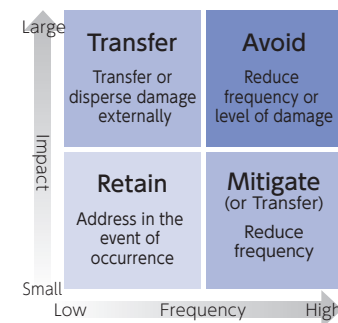 Large
Transfer
Transfer or
disperse damage
externally
Avoid
Reduce
frequency or
level of damage
Impact
Retain
Address in the
event of
occurrence
Mitigate
(or Transfer)
Reduce
frequency
Small
Low
Frequency
High